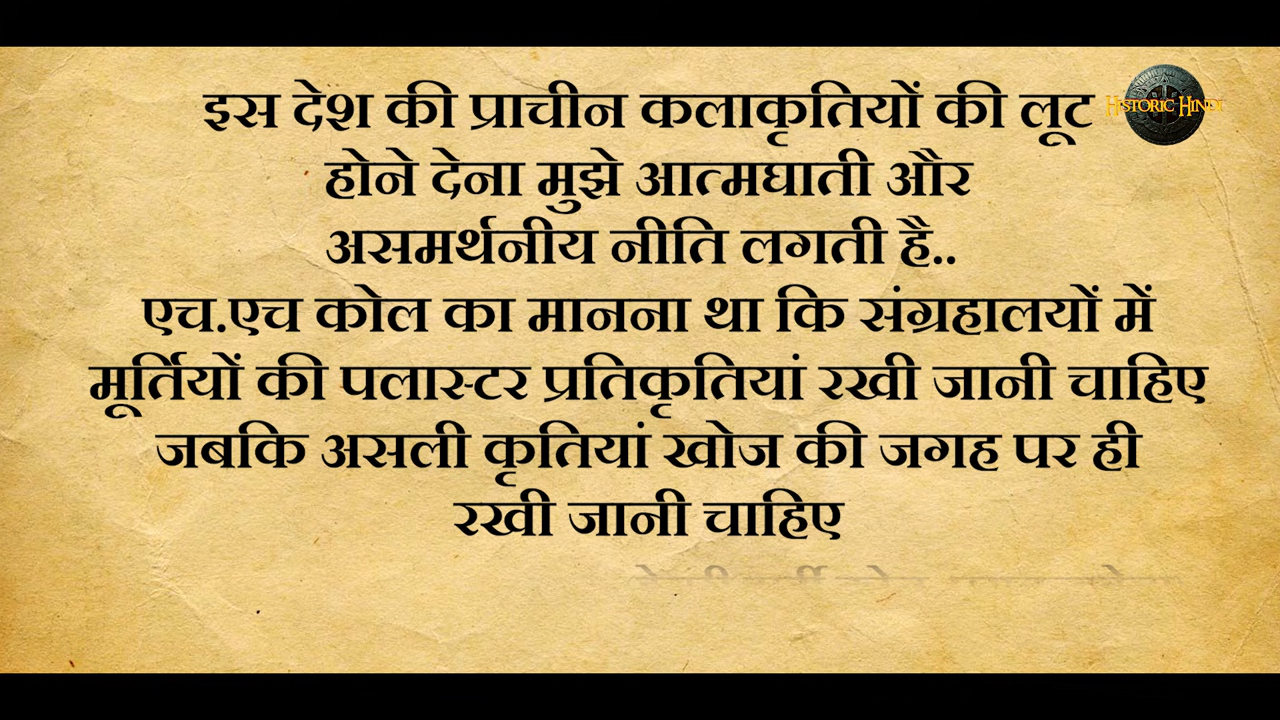 इस देश की प्राचीन कलाकृतियों की लूट
HISTORIC HINDI
होने देना मुझे आत्मघाती और
असमर्थनीय नीति लगती है..
एच.एच कोल का मानना था कि संग्रहालयों में
मूर्तियों की पलास्टर प्रतिकृतियां रखी जानी चाहिए
जबकि असली कृतियां खोज की जगह पर ही
रखी जानी चाहिए